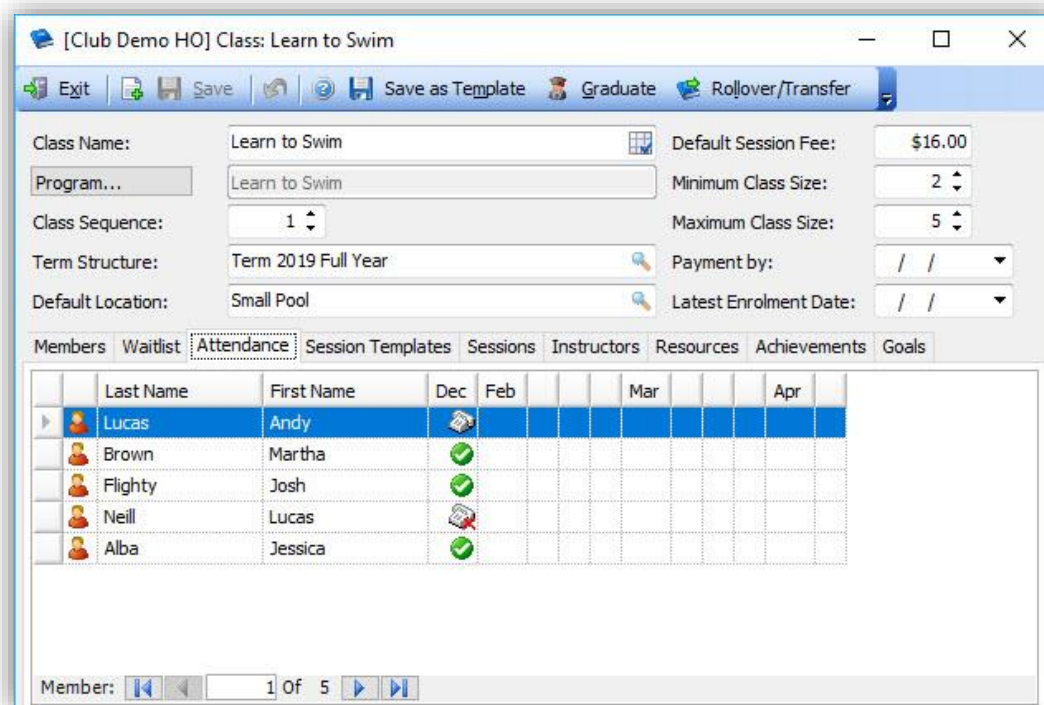 [Club Demo HO] Class: Learn to Swim
Exit Save Save as Template Graduate Rollover/Transfer
Class Name: Learn to Swim Default Session Fee: $16.00
Program... Learn to Swim Minimum Class Size: 2
Class Sequence: 1 Maximum Class Size: 5
Term Structure: Term 2019 Full Year Payment by: / /
Default Location: Small Pool Latest Enrolment Date: / /
Members Waitlist Attendance Session Templates Sessions Instructors Resources Achievements Goals
Last Name First Name Dec Feb Mar Apr
Lucas Andy
Brown Martha
Flighty Josh
Neill Lucas
Alba Jessica
Member: 1 Of 5